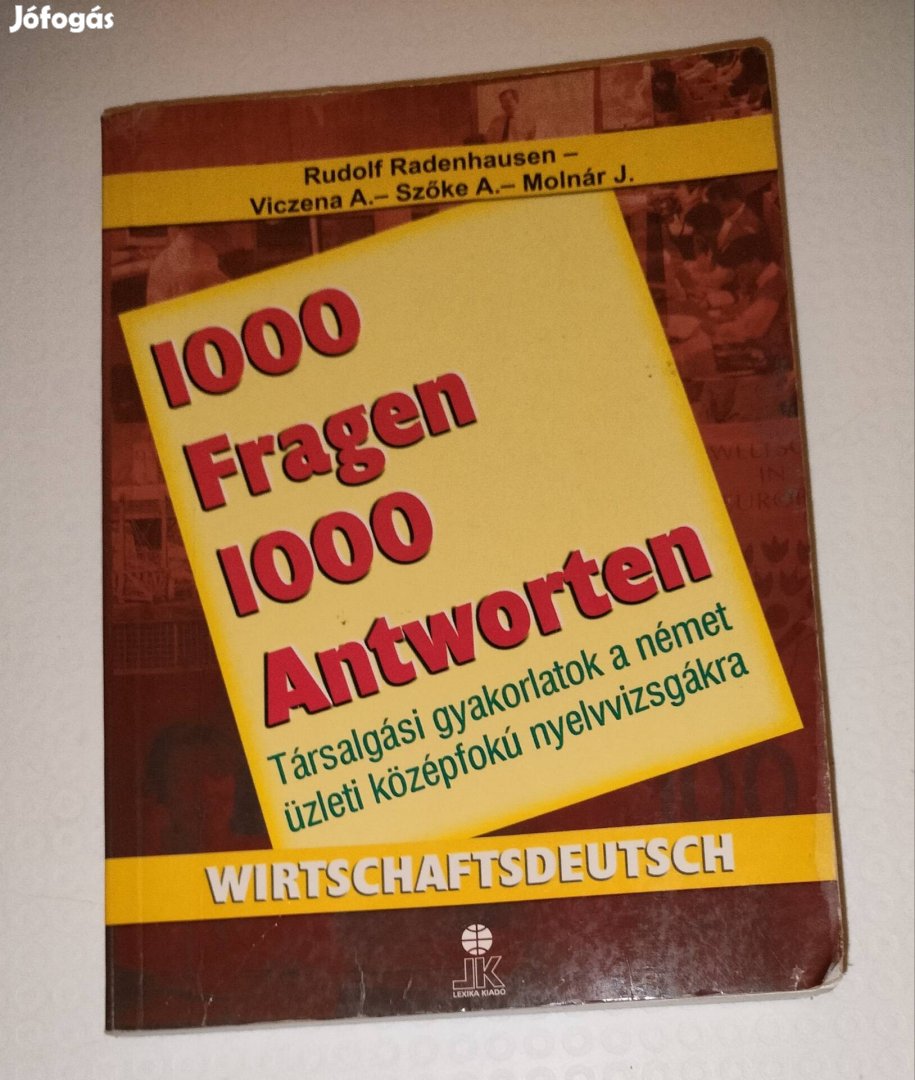 Jófogás
Rudolf Radenhausen –
Viczena A.– Szőke A.– Molnár J.
1000
Fragen
1000
Antworten
Társalgási gyakorlatok a német
üzleti középfokú nyelvvizsgákra
WIRTSCHAFTSDEUTSCH
JK
LEXIKA KIADÓ